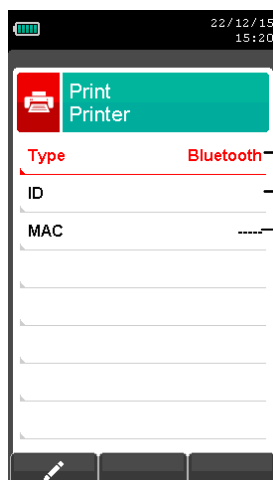 22/12/15
15:20
Print
Printer
Type Bluetooth
ID
MAC -----